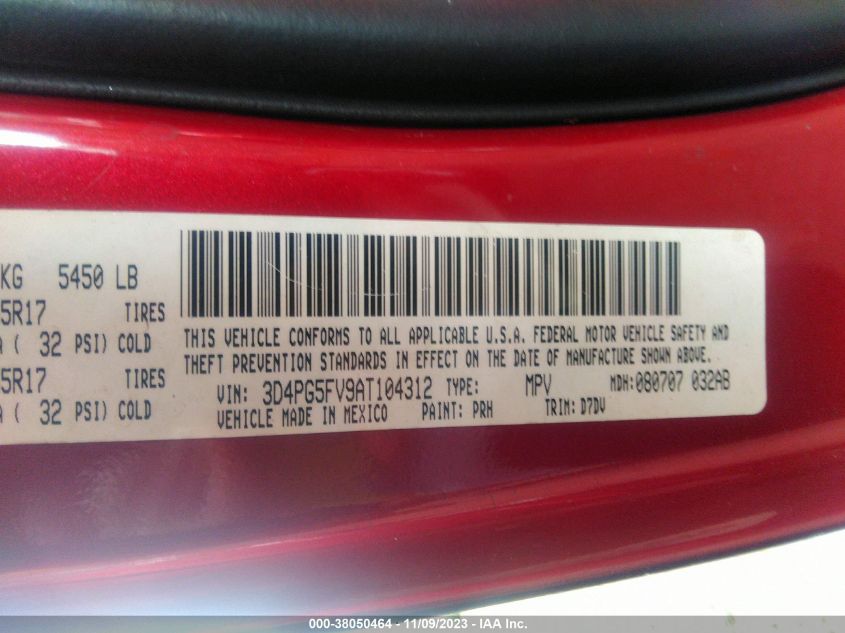 KG 5450 LB
5R17 TIRES
( 32 PSI) COLD
5R17 TIRES
( 32 PSI) COLD
THIS VEHICLE CONFORMS TO ALL APPLICABLE U.S.A. FEDERAL MOTOR VEHICLE SAFETY AND
THEFT PREVENTION STANDARDS IN EFFECT ON THE DATE OF MANUFACTURE SHOWN ABOVE.
VIN: 3D4PG5FV9AT104312 TYPE: MPV MDH:080707 032AB
VEHICLE MADE IN MEXICO PAINT: PRH TRIM: D7DV
000-38050464 - 11/09/2023 - IAA Inc.